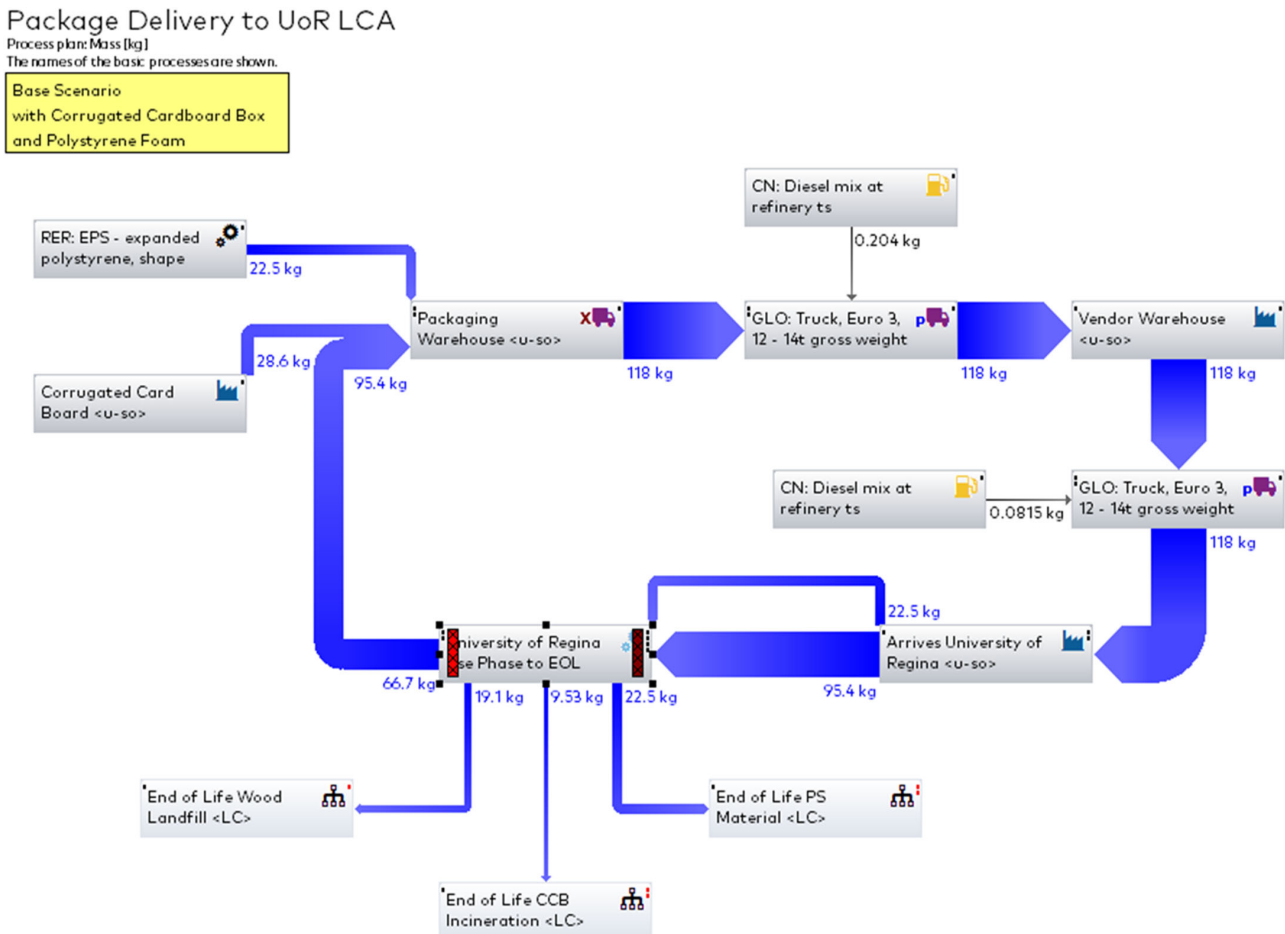 Package Delivery to UoR LCA
Process plan: Mass [kg]
The names of the basic processes are shown.
Base Scenario
with Corrugated Cardboard Box
and Polystyrene Foam
CN: Diesel mix at
refinery ts
0.204 kg
RER: EPS - expanded
polystyrene, shape
22.5 kg
Packaging
Warehouse <u-so>
X
118 kg
GLO: Truck, Euro 3,
12 - 14t gross weight
p
118 kg
Vendor Warehouse
<u-so>
118 kg
28.6 kg
95.4 kg
Corrugated Card
Board <u-so>
CN: Diesel mix at
refinery ts
0.0815 kg
GLO: Truck, Euro 3,
12 - 14t gross weight
p
118 kg
22.5 kg
niversity of Regina
se Phase to EOL
Arrives University of
Regina <u-so>
95.4 kg
66.7 kg
19.1 kg
9.53 kg
22.5 kg
End of Life Wood
Landfill <LC>
End of Life PS
Material <LC>
End of Life CCB
Incineration <LC>